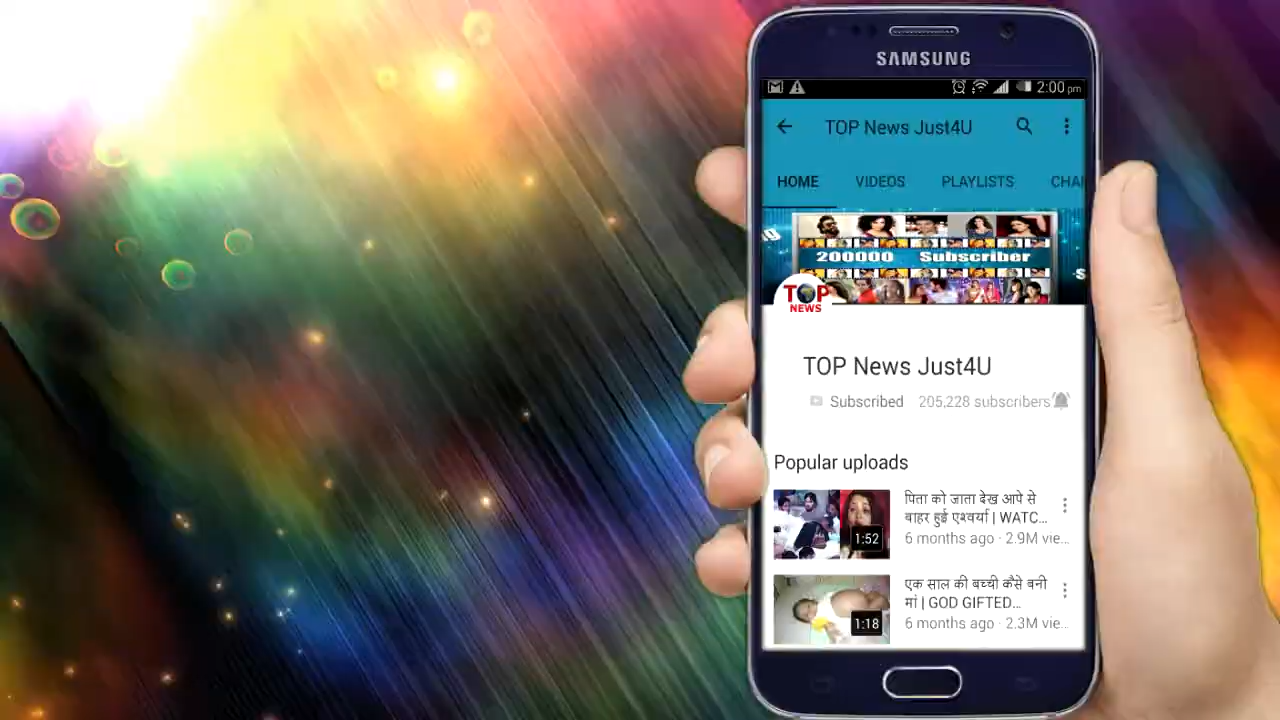 SAMSUNG
2:00 pm
TOP News Just4U
HOME VIDEOS PLAYLISTS CHA
200000 Subscriber
TOP
NEWS
TOP News Just4U
Subscribed 205,228 subscribers
Popular uploads
पिता को जाता देख आपे से
बाहर हुई एश्वर्या | WATC...
1:52
6 months ago · 2.9M vie...
एक साल की बच्ची कैसे बनी
मां | GOD GIFTED...
1:18
6 months ago · 2.3M vie...